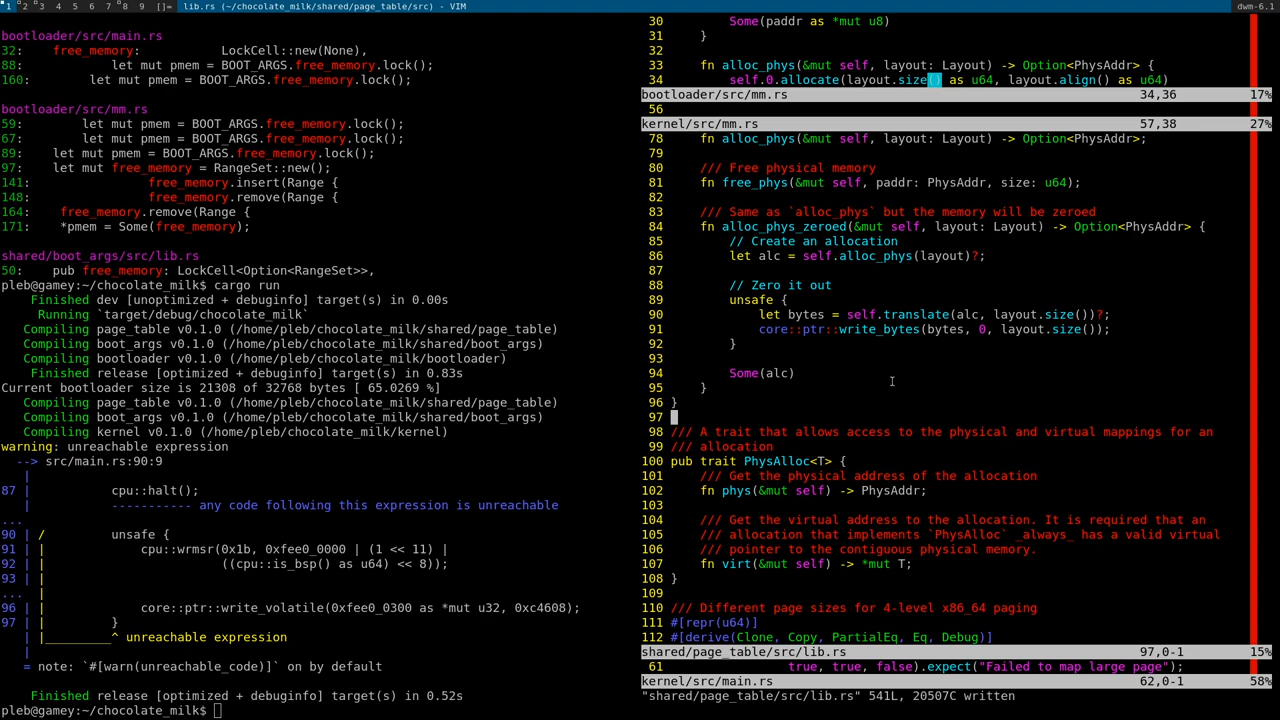 1 2 3 4 5 6 7 8 9 []= lib.rs (~/chocolate_milk/shared/page_table/src) - VIM dwm-6.1
bootloader/src/main.rs
32:    free_memory:           LockCell::new(None),
88:            let mut pmem = BOOT_ARGS.free_memory.lock();
160:        let mut pmem = BOOT_ARGS.free_memory.lock();
bootloader/src/mm.rs
59:        let mut pmem = BOOT_ARGS.free_memory.lock();
67:        let mut pmem = BOOT_ARGS.free_memory.lock();
89:    let mut pmem = BOOT_ARGS.free_memory.lock();
97:    let mut free_memory = RangeSet::new();
141:                free_memory.insert(Range {
148:                free_memory.remove(Range {
164:    free_memory.remove(Range {
171:    *pmem = Some(free_memory);
shared/boot_args/src/lib.rs
50:    pub free_memory: LockCell<Option<RangeSet>>,
pleb@gamey:~/chocolate_milk$ cargo run
    Finished dev [unoptimized + debuginfo] target(s) in 0.00s
     Running `target/debug/chocolate_milk`
   Compiling page_table v0.1.0 (/home/pleb/chocolate_milk/shared/page_table)
   Compiling boot_args v0.1.0 (/home/pleb/chocolate_milk/shared/boot_args)
   Compiling bootloader v0.1.0 (/home/pleb/chocolate_milk/bootloader)
    Finished release [optimized + debuginfo] target(s) in 0.83s
Current bootloader size is 21308 of 32768 bytes [ 65.0269 %]
   Compiling page_table v0.1.0 (/home/pleb/chocolate_milk/shared/page_table)
   Compiling boot_args v0.1.0 (/home/pleb/chocolate_milk/shared/boot_args)
   Compiling kernel v0.1.0 (/home/pleb/chocolate_milk/kernel)
warning: unreachable expression
  --> src/main.rs:90:9
   |
87 |         cpu::halt();
   |         ----------- any code following this expression is unreachable
...
90 | /       unsafe {
91 | |           cpu::wrmsr(0x1b, 0xfee0_0000 | (1 << 11) |
92 | |                      ((cpu::is_bsp() as u64) << 8));
93 | |
...  |
96 | |           core::ptr::write_volatile(0xfee0_0300 as *mut u32, 0xc4608);
97 | |       }
   | |_______^ unreachable expression
   |
   = note: `#[warn(unreachable_code)]` on by default
    Finished release [optimized + debuginfo] target(s) in 0.52s
pleb@gamey:~/chocolate_milk$
30         Some(paddr as *mut u8)
31     }
32
33     fn alloc_phys(&mut self, layout: Layout) -> Option<PhysAddr> {
34         self.0.allocate(layout.size() as u64, layout.align() as u64)
bootloader/src/mm.rs 34,36 17%
56
kernel/src/mm.rs 57,38 27%
78     fn alloc_phys(&mut self, layout: Layout) -> Option<PhysAddr>;
79
80     /// Free physical memory
81     fn free_phys(&mut self, paddr: PhysAddr, size: u64);
82
83     /// Same as `alloc_phys` but the memory will be zeroed
84     fn alloc_phys_zeroed(&mut self, layout: Layout) -> Option<PhysAddr> {
85         // Create an allocation
86         let alc = self.alloc_phys(layout)?;
87
88         // Zero it out
89         unsafe {
90             let bytes = self.translate(alc, layout.size())?;
91             core::ptr::write_bytes(bytes, 0, layout.size());
92         }
93
94         Some(alc)
95     }
96 }
97
98 /// A trait that allows access to the physical and virtual mappings for an
99 /// allocation
100 pub trait PhysAlloc<T> {
101     /// Get the physical address of the allocation
102     fn phys(&mut self) -> PhysAddr;
103
104     /// Get the virtual address to the allocation. It is required that an
105     /// allocation that implements `PhysAlloc` _always_ has a valid virtual
106     /// pointer to the contiguous physical memory.
107     fn virt(&mut self) -> *mut T;
108 }
109
110 /// Different page sizes for 4-level x86_64 paging
111 #[repr(u64)]
112 #[derive(Clone, Copy, PartialEq, Eq, Debug)]
shared/page_table/src/lib.rs 97,0-1 15%
61                 true, true, false).expect("Failed to map large page");
kernel/src/main.rs 62,0-1 58%
"shared/page_table/src/lib.rs" 541L, 20507C written